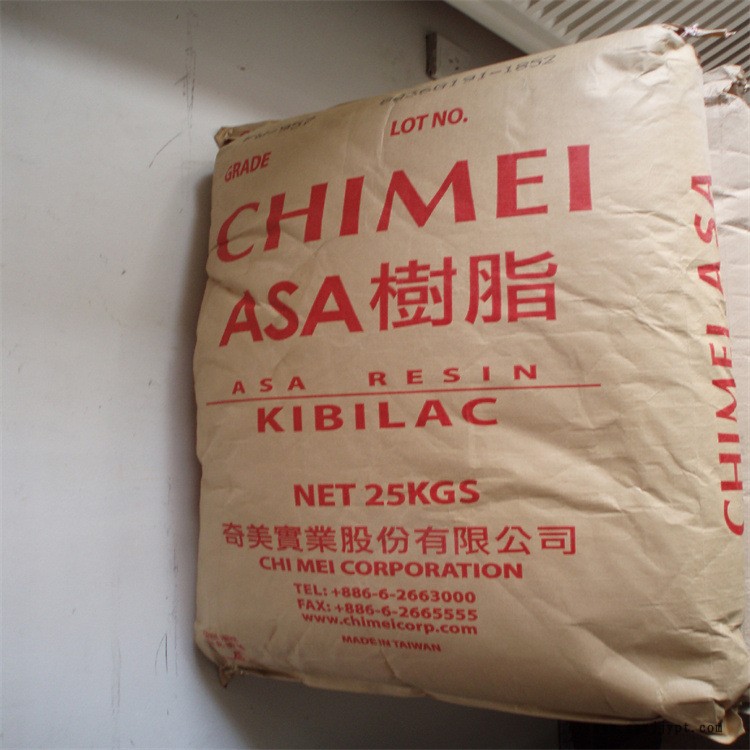 PW-957
GRADE
LOT NO.
CHIMEI
ASA樹脂
ASA RESIN
KIBILAC
NET 25KGS
奇美實業股份有限公司
CHI MEI CORPORATION
TEL: +886-6-2663000
FAX: +886-6-2665555
www.chimeicorp.com
MADE IN TAIWAN
CHIMEI ASA